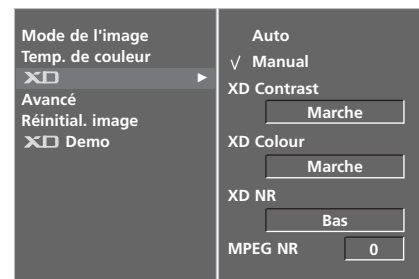 Mode de l'image
Temp. de couleur
XD
Avancé
Réinitial. image
XD Demo
Auto
√ Manual
XD Contrast
Marche
XD Colour
Marche
XD NR
Bas
MPEG NR 0